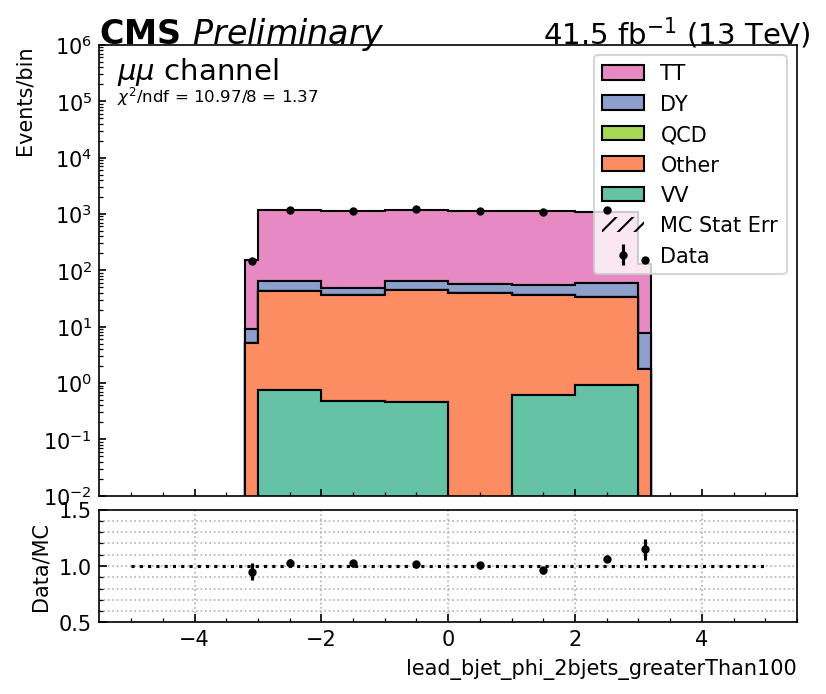 CMS Preliminary 41.5 fb⁻¹ (13 TeV)
Events/bin
10⁶
10⁵
10⁴
10³
10²
10¹
10⁰
10⁻¹
10⁻²
μμ channel
χ²/ndf = 10.97/8 = 1.37
TT
DY
QCD
Other
VV
MC Stat Err
Data
Data/MC
1.5
1.0
0.5
−4 −2 0 2 4
lead_bjet_phi_2bjets_greaterThan100